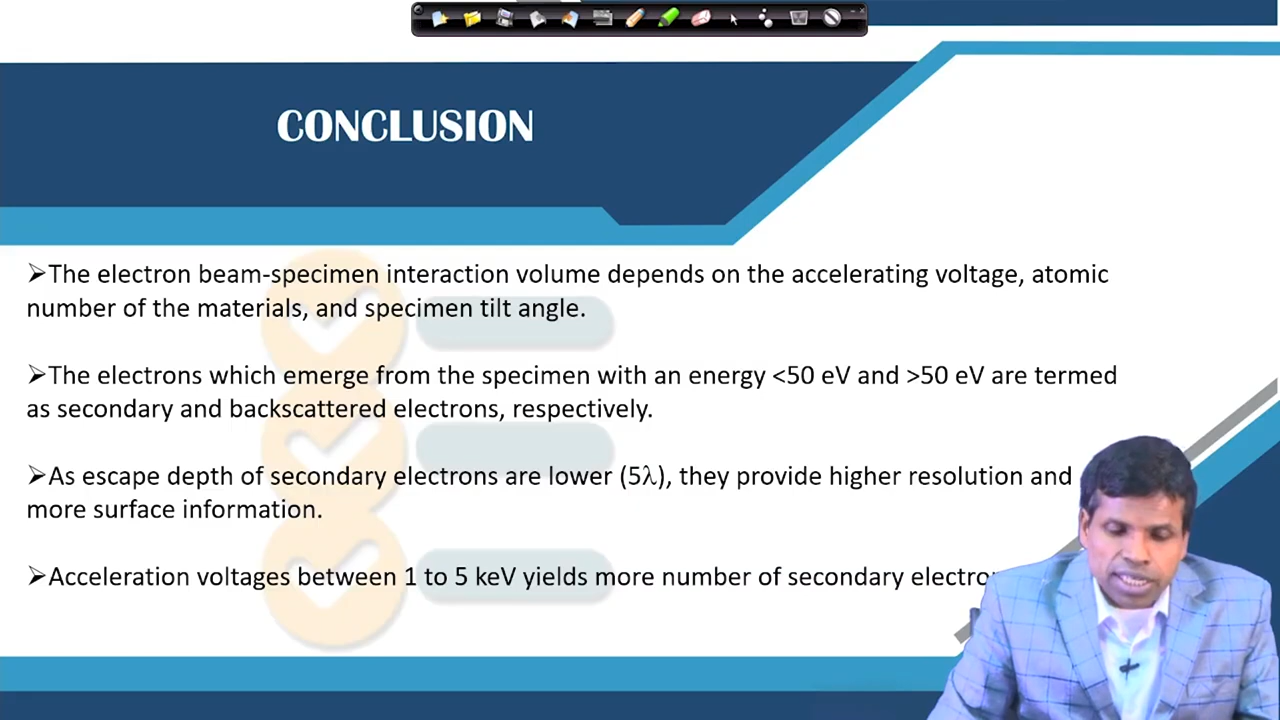 CONCLUSION
➢The electron beam-specimen interaction volume depends on the accelerating voltage, atomic
number of the materials, and specimen tilt angle.
➢The electrons which emerge from the specimen with an energy <50 eV and >50 eV are termed
as secondary and backscattered electrons, respectively.
➢As escape depth of secondary electrons are lower (5λ), they provide higher resolution and
more surface information.
➢Acceleration voltages between 1 to 5 keV yields more number of secondary